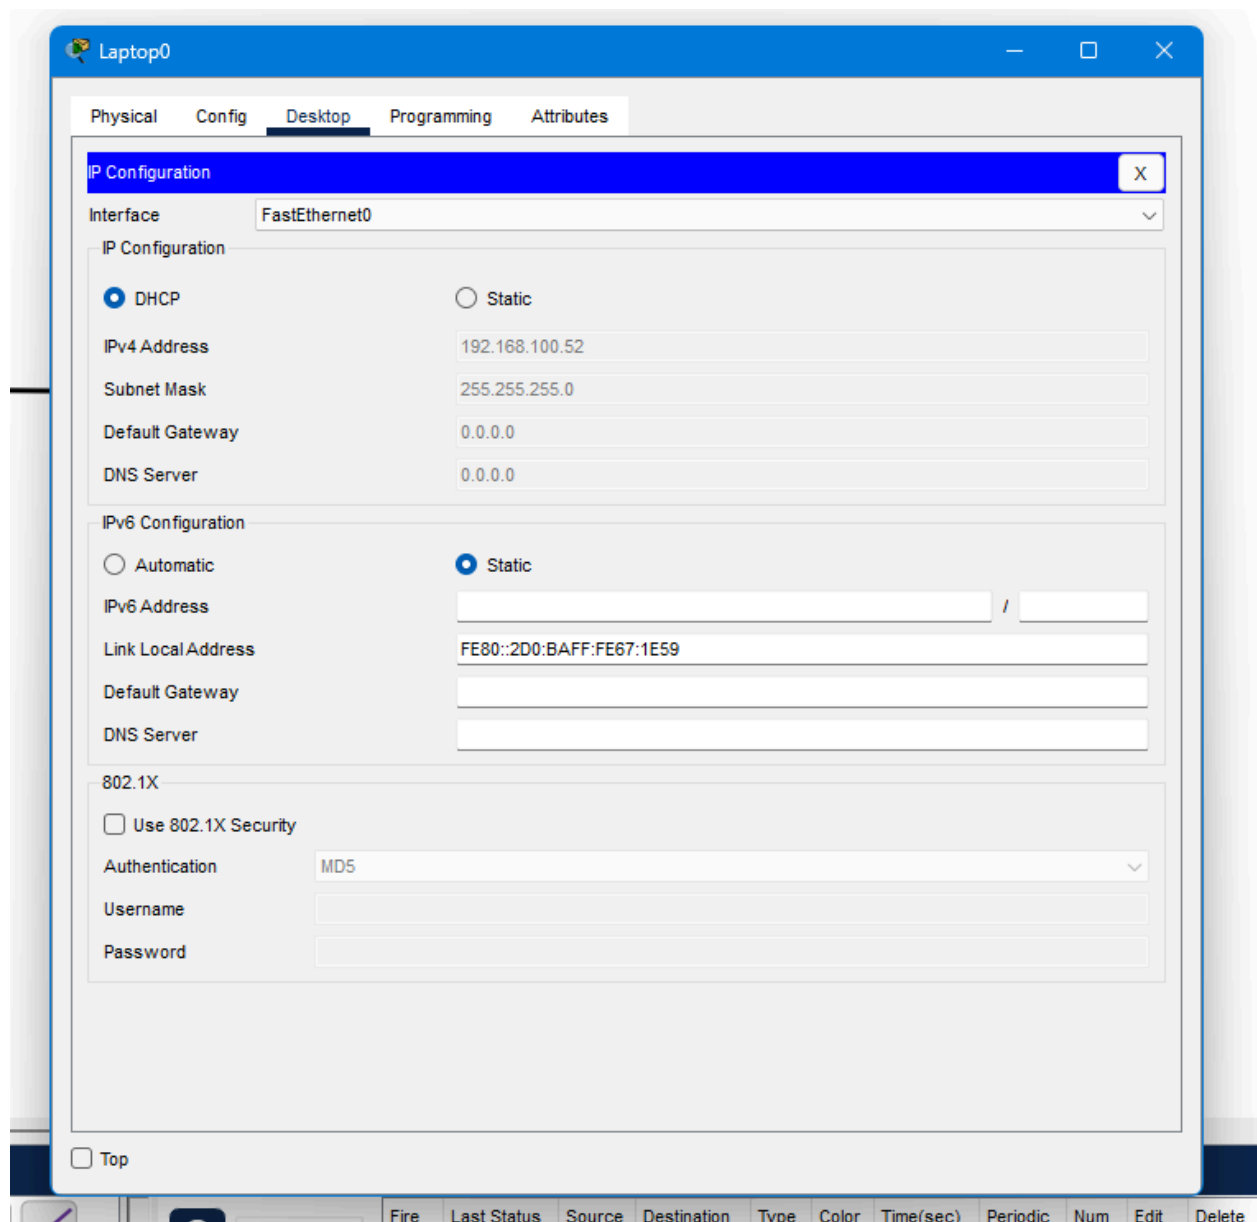 Laptop0
Physical Config Desktop Programming Attributes
IP Configuration X
Interface FastEthernet0
IP Configuration
DHCP Static
IPv4 Address 192.168.100.52
Subnet Mask 255.255.255.0
Default Gateway 0.0.0.0
DNS Server 0.0.0.0
IPv6 Configuration
Automatic Static
IPv6 Address /
Link Local Address FE80::2D0:BAFF:FE67:1E59
Default Gateway
DNS Server
802.1X
Use 802.1X Security
Authentication MD5
Username
Password
Top
Fire Last Status Source Destination Type Color Time(sec) Periodic Num Edit Delete